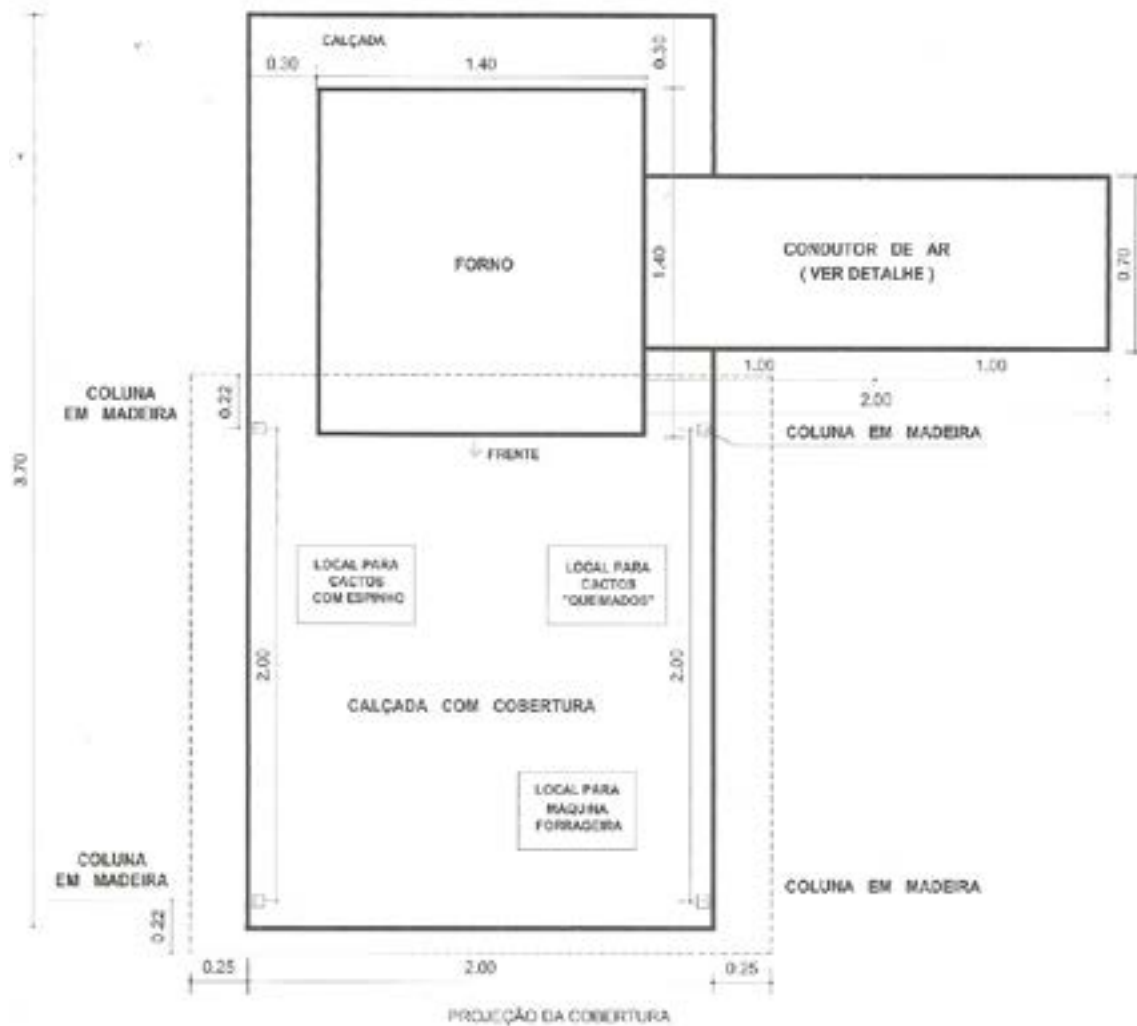 CALÇADA
0.30
1.40
0.30
FORNO
1.40
CONDUTOR DE AR
( VER DETALHE )
0.70
1.00
1.00
2.00
COLUNA
EM MADEIRA
0.22
COLUNA EM MADEIRA
FRENTE
3.70
LOCAL PARA
CACTOS
COM ESPINHO
LOCAL PARA
CACTOS
"QUEIMADOS"
2.00
2.00
CALÇADA COM COBERTURA
LOCAL PARA
MAQUINA
FORRAGEIRA
COLUNA
EM MADEIRA
COLUNA EM MADEIRA
0.22
0.25
2.00
0.25
PROJEÇÃO DA COBERTURA